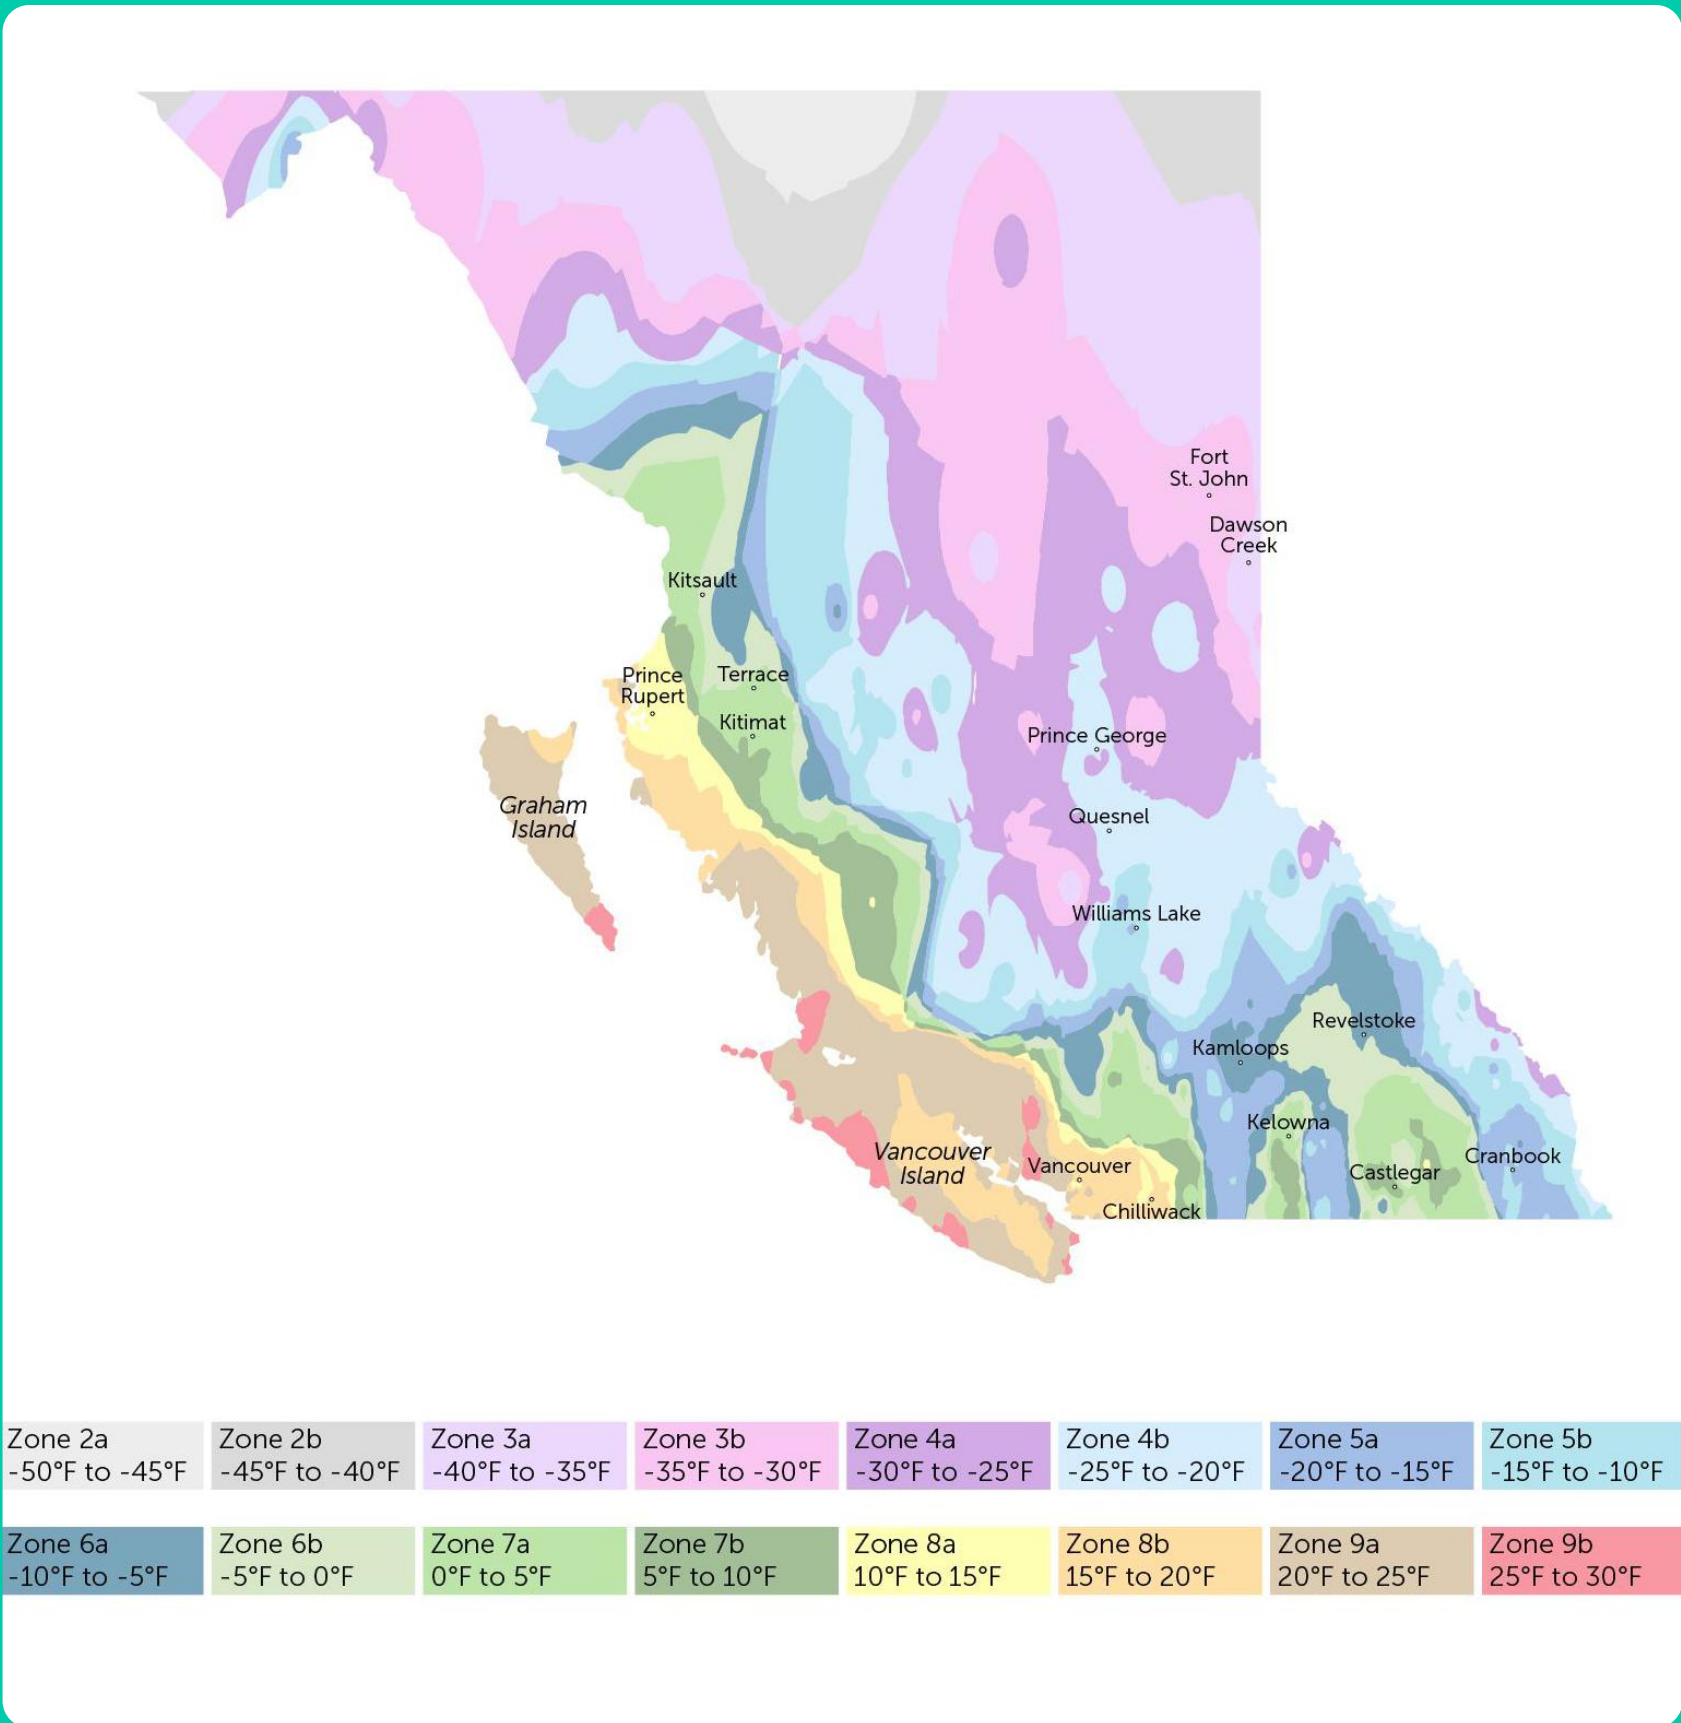 Fort
St. John
Dawson
Creek
Kitsault
Prince
Rupert
Terrace
Kitimat
Prince George
Graham
Island
Quesnel
Williams Lake
Revelstoke
Kamloops
Kelowna
Vancouver
Island
Vancouver
Castlegar
Cranbook
Chilliwack
Zone 2a
-50°F to -45°F
Zone 2b
-45°F to -40°F
Zone 3a
-40°F to -35°F
Zone 3b
-35°F to -30°F
Zone 4a
-30°F to -25°F
Zone 4b
-25°F to -20°F
Zone 5a
-20°F to -15°F
Zone 5b
-15°F to -10°F
Zone 6a
-10°F to -5°F
Zone 6b
-5°F to 0°F
Zone 7a
0°F to 5°F
Zone 7b
5°F to 10°F
Zone 8a
10°F to 15°F
Zone 8b
15°F to 20°F
Zone 9a
20°F to 25°F
Zone 9b
25°F to 30°F